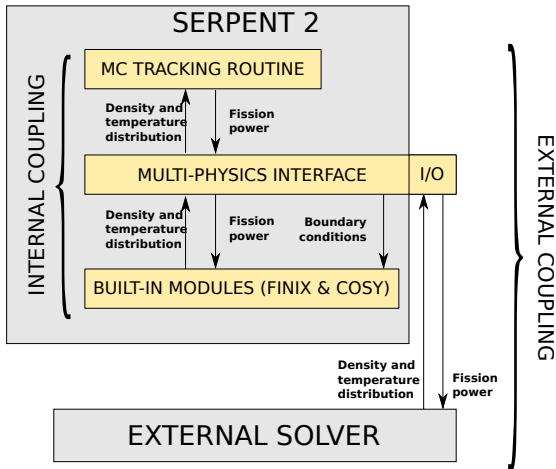 SERPENT 2
MC TRACKING ROUTINE
Density and
temperature
distribution
Fission
power
MULTI-PHYSICS INTERFACE
I/O
Density and
temperature
distribution
Fission
power
Boundary
conditions
BUILT-IN MODULES (FINIX & COSY)
INTERNAL COUPLING
EXTERNAL COUPLING
Density and
temperature
distribution
Fission
power
EXTERNAL SOLVER